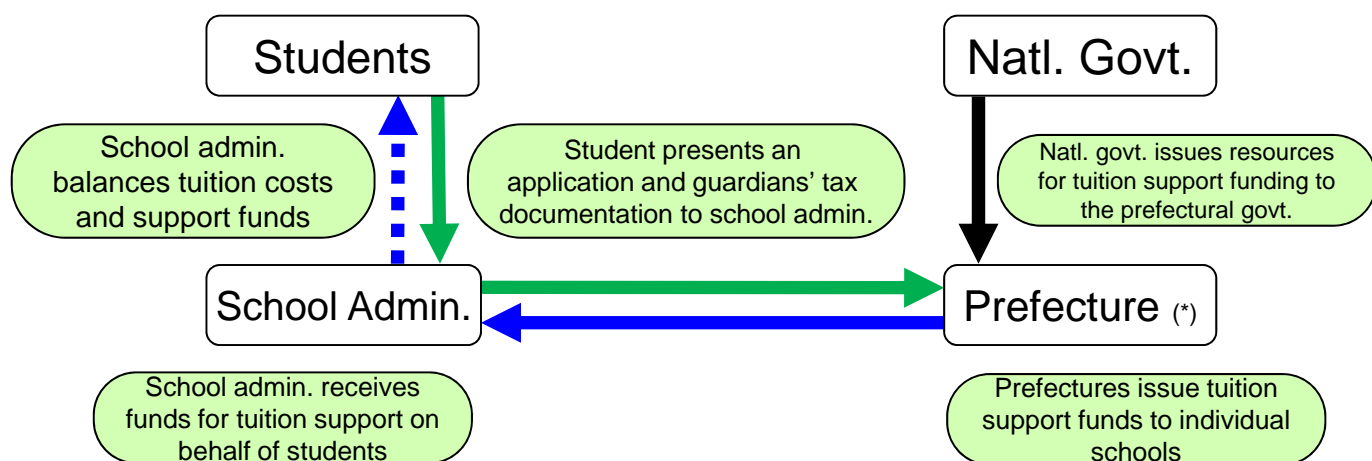 Students
Natl. Govt.
School admin.
balances tuition costs
and support funds
Student presents an
application and guardians’ tax
documentation to school admin.
Natl. govt. issues resources
for tuition support funding to
the prefectural govt.
School Admin.
Prefecture (*)
School admin. receives
funds for tuition support on
behalf of students
Prefectures issue tuition
support funds to individual
schools